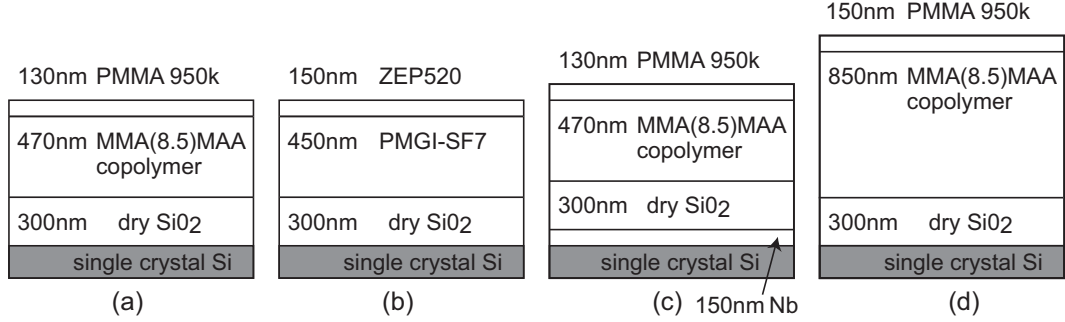 130nm PMMA 950k
470nm MMA(8.5)MAA
copolymer
300nm dry Si02
single crystal Si
(a)
150nm ZEP520
450nm PMGI-SF7
300nm dry Si02
single crystal Si
(b)
130nm PMMA 950k
470nm MMA(8.5)MAA
copolymer
300nm dry Si02
single crystal Si
(c)
150nm Nb
150nm PMMA 950k
850nm MMA(8.5)MAA
copolymer
300nm dry Si02
single crystal Si
(d)